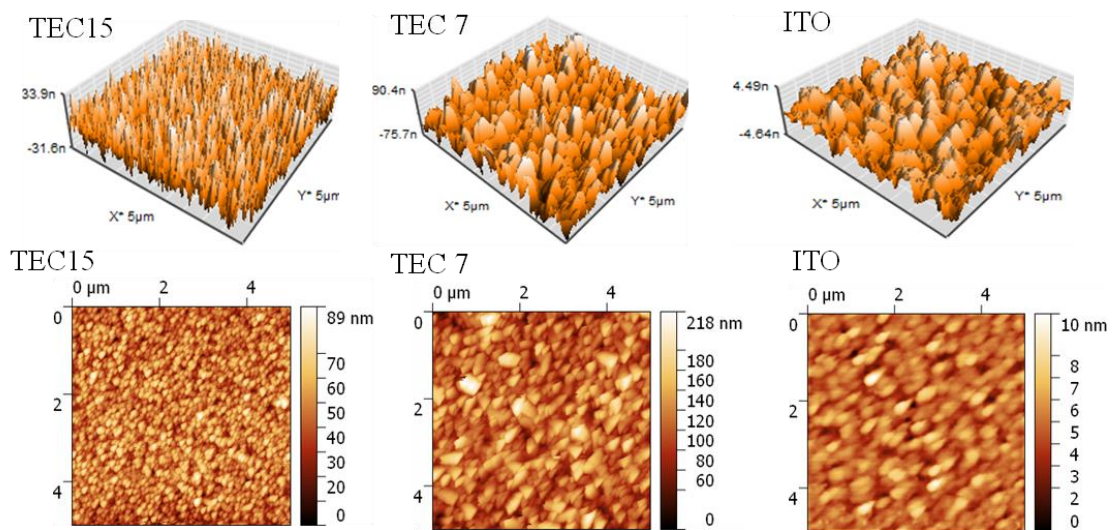 TEC15
TEC 7
ITO
33.9n
-31.6n
X* 5µm
Y* 5µm
90.4n
-75.7n
X* 5µm
Y* 5µm
4.49n
-4.64n
X* 5µm
Y* 5µm
TEC15
TEC 7
ITO
0 µm 2 4
0
2
4
89 nm
70
60
50
40
30
20
10
0
0 µm 2 4
0
2
4
218 nm
180
160
140
120
100
80
60
0
0 µm 2 4
0
2
4
10 nm
8
7
6
5
4
3
2
0